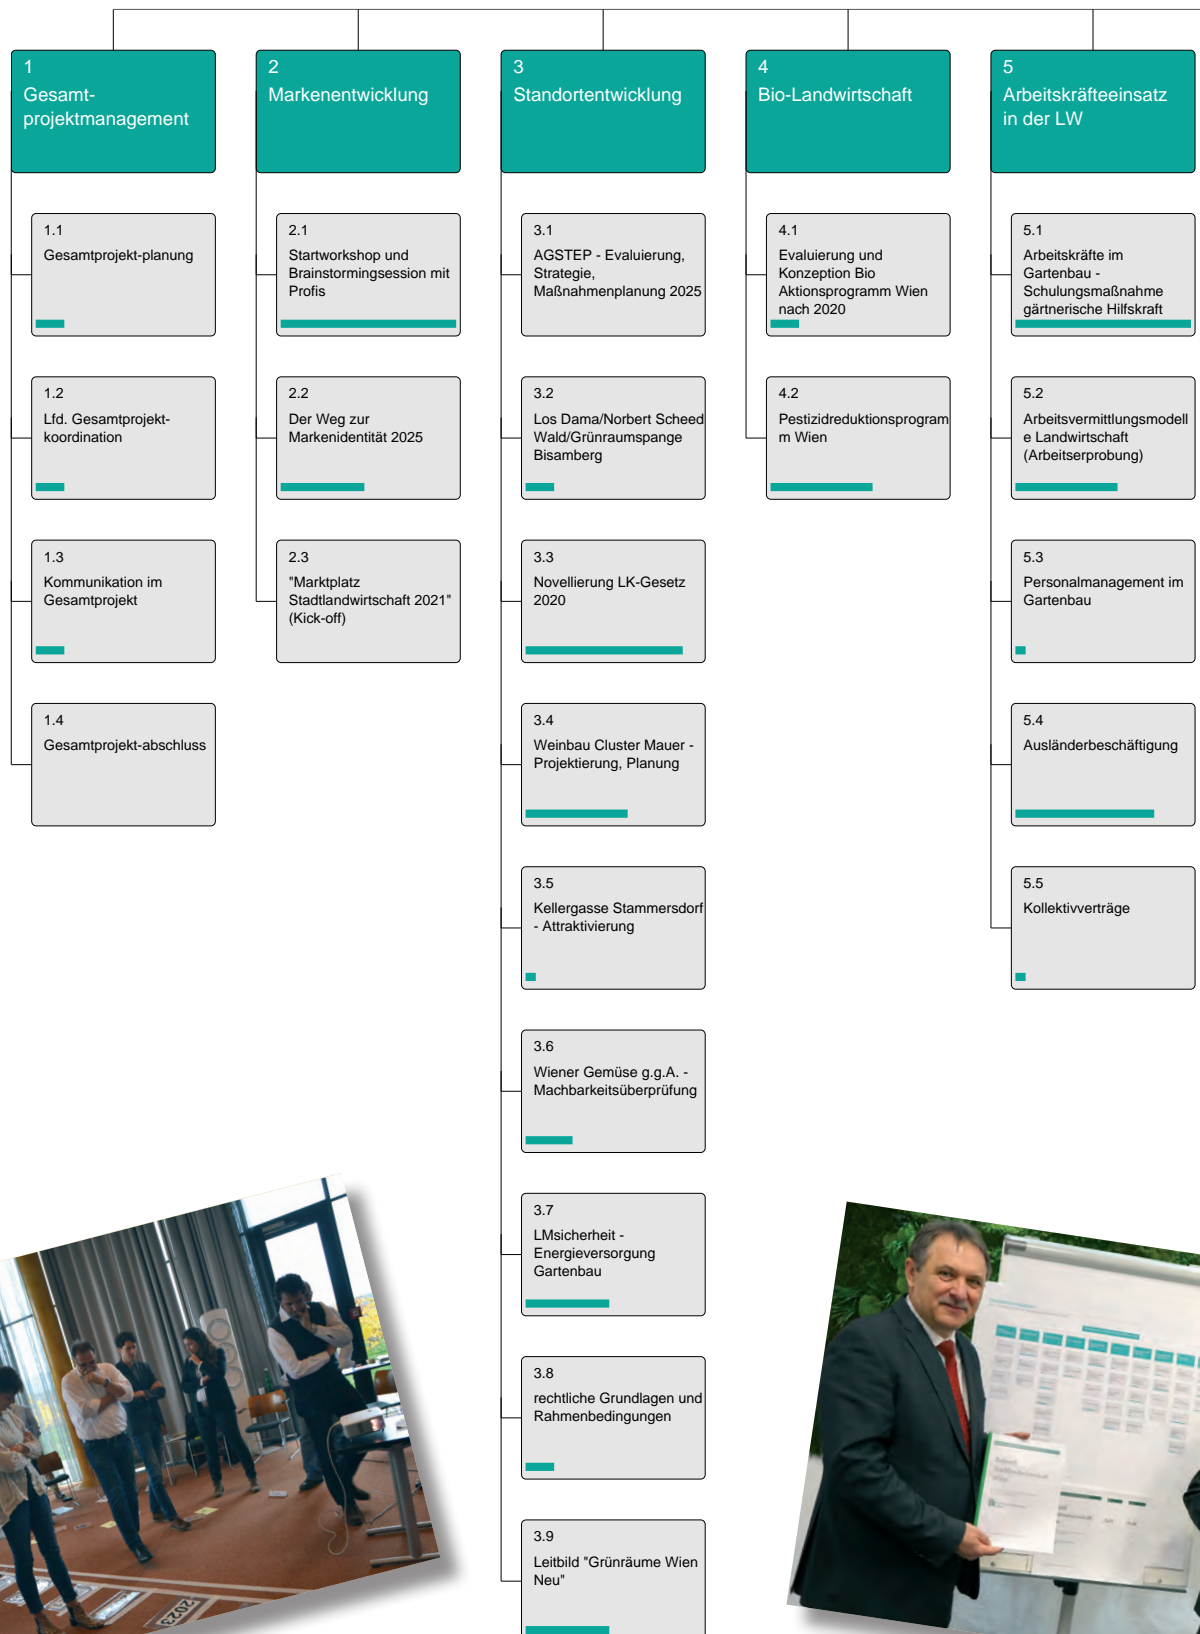 1
Gesamt-
projektmanagement
1.1
Gesamtprojekt-planung
1.2
Lfd. Gesamtprojekt-
koordination
1.3
Kommunikation im
Gesamtprojekt
1.4
Gesamtprojekt-abschluss
2
Markenentwicklung
2.1
Startworkshop und
Brainstormingsession mit
Profis
2.2
Der Weg zur
Markenidentität 2025
2.3
"Marktplatz
Stadtlandwirtschaft 2021"
(Kick-off)
3
Standortentwicklung
3.1
AGSTEP - Evaluierung,
Strategie,
Maßnahmenplanung 2025
3.2
Los Dama/Norbert Scheed
Wald/Grünraumspange
Bisamberg
3.3
Novellierung LK-Gesetz
2020
3.4
Weinbau Cluster Mauer -
Projektierung, Planung
3.5
Kellergasse Stammersdorf
- Attraktivierung
3.6
Wiener Gemüse g.g.A. -
Machbarkeitsüberprüfung
3.7
LMsicherheit -
Energieversorgung
Gartenbau
3.8
rechtliche Grundlagen und
Rahmenbedingungen
3.9
Leitbild "Grünräume Wien
Neu"
4
Bio-Landwirtschaft
4.1
Evaluierung und
Konzeption Bio
Aktionsprogramm Wien
nach 2020
4.2
Pestizidreduktionsprogram
m Wien
5
Arbeitskräfteeinsatz
in der LW
5.1
Arbeitskräfte im
Gartenbau -
Schulungsmaßnahme
gärtnerische Hilfskraft
5.2
Arbeitsvermittlungsmodell
e Landwirtschaft
(Arbeitserprobung)
5.3
Personalmanagement im
Gartenbau
5.4
Ausländerbeschäftigung
5.5
Kollektivverträge
2023